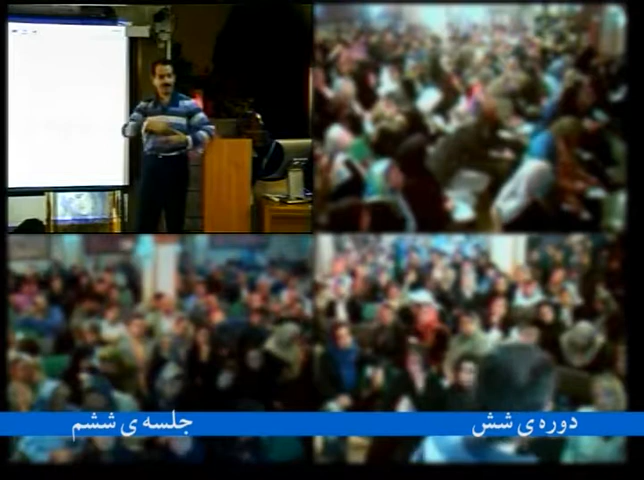 دوره ی شش
جلسه ی ششم